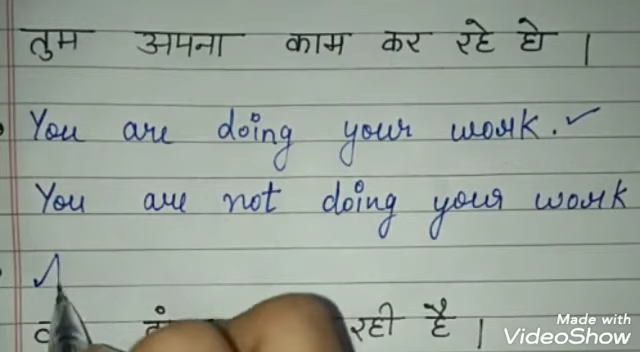 तुम अपना काम कर रहे हो ।
You are doing your work. ✓
You are not doing your work
रही है ।
Made with
VideoShow